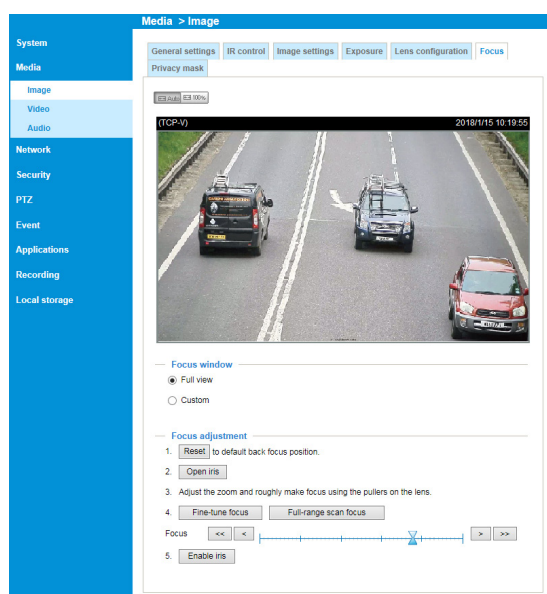 Media > Image
System
Media
Image
Video
Audio
Network
Security
PTZ
Event
Applications
Recording
Local storage
General settings IR control Image settings Exposure Lens configuration Focus
Privacy mask
Auto 100%
(TCP-V) 2018/1/15 10:19:55
Focus window
Full view
Custom
Focus adjustment
1. Reset to default back focus position.
2. Open iris
3. Adjust the zoom and roughly make focus using the pullers on the lens.
4. Fine-tune focus Full-range scan focus
Focus << < > >>
5. Enable iris